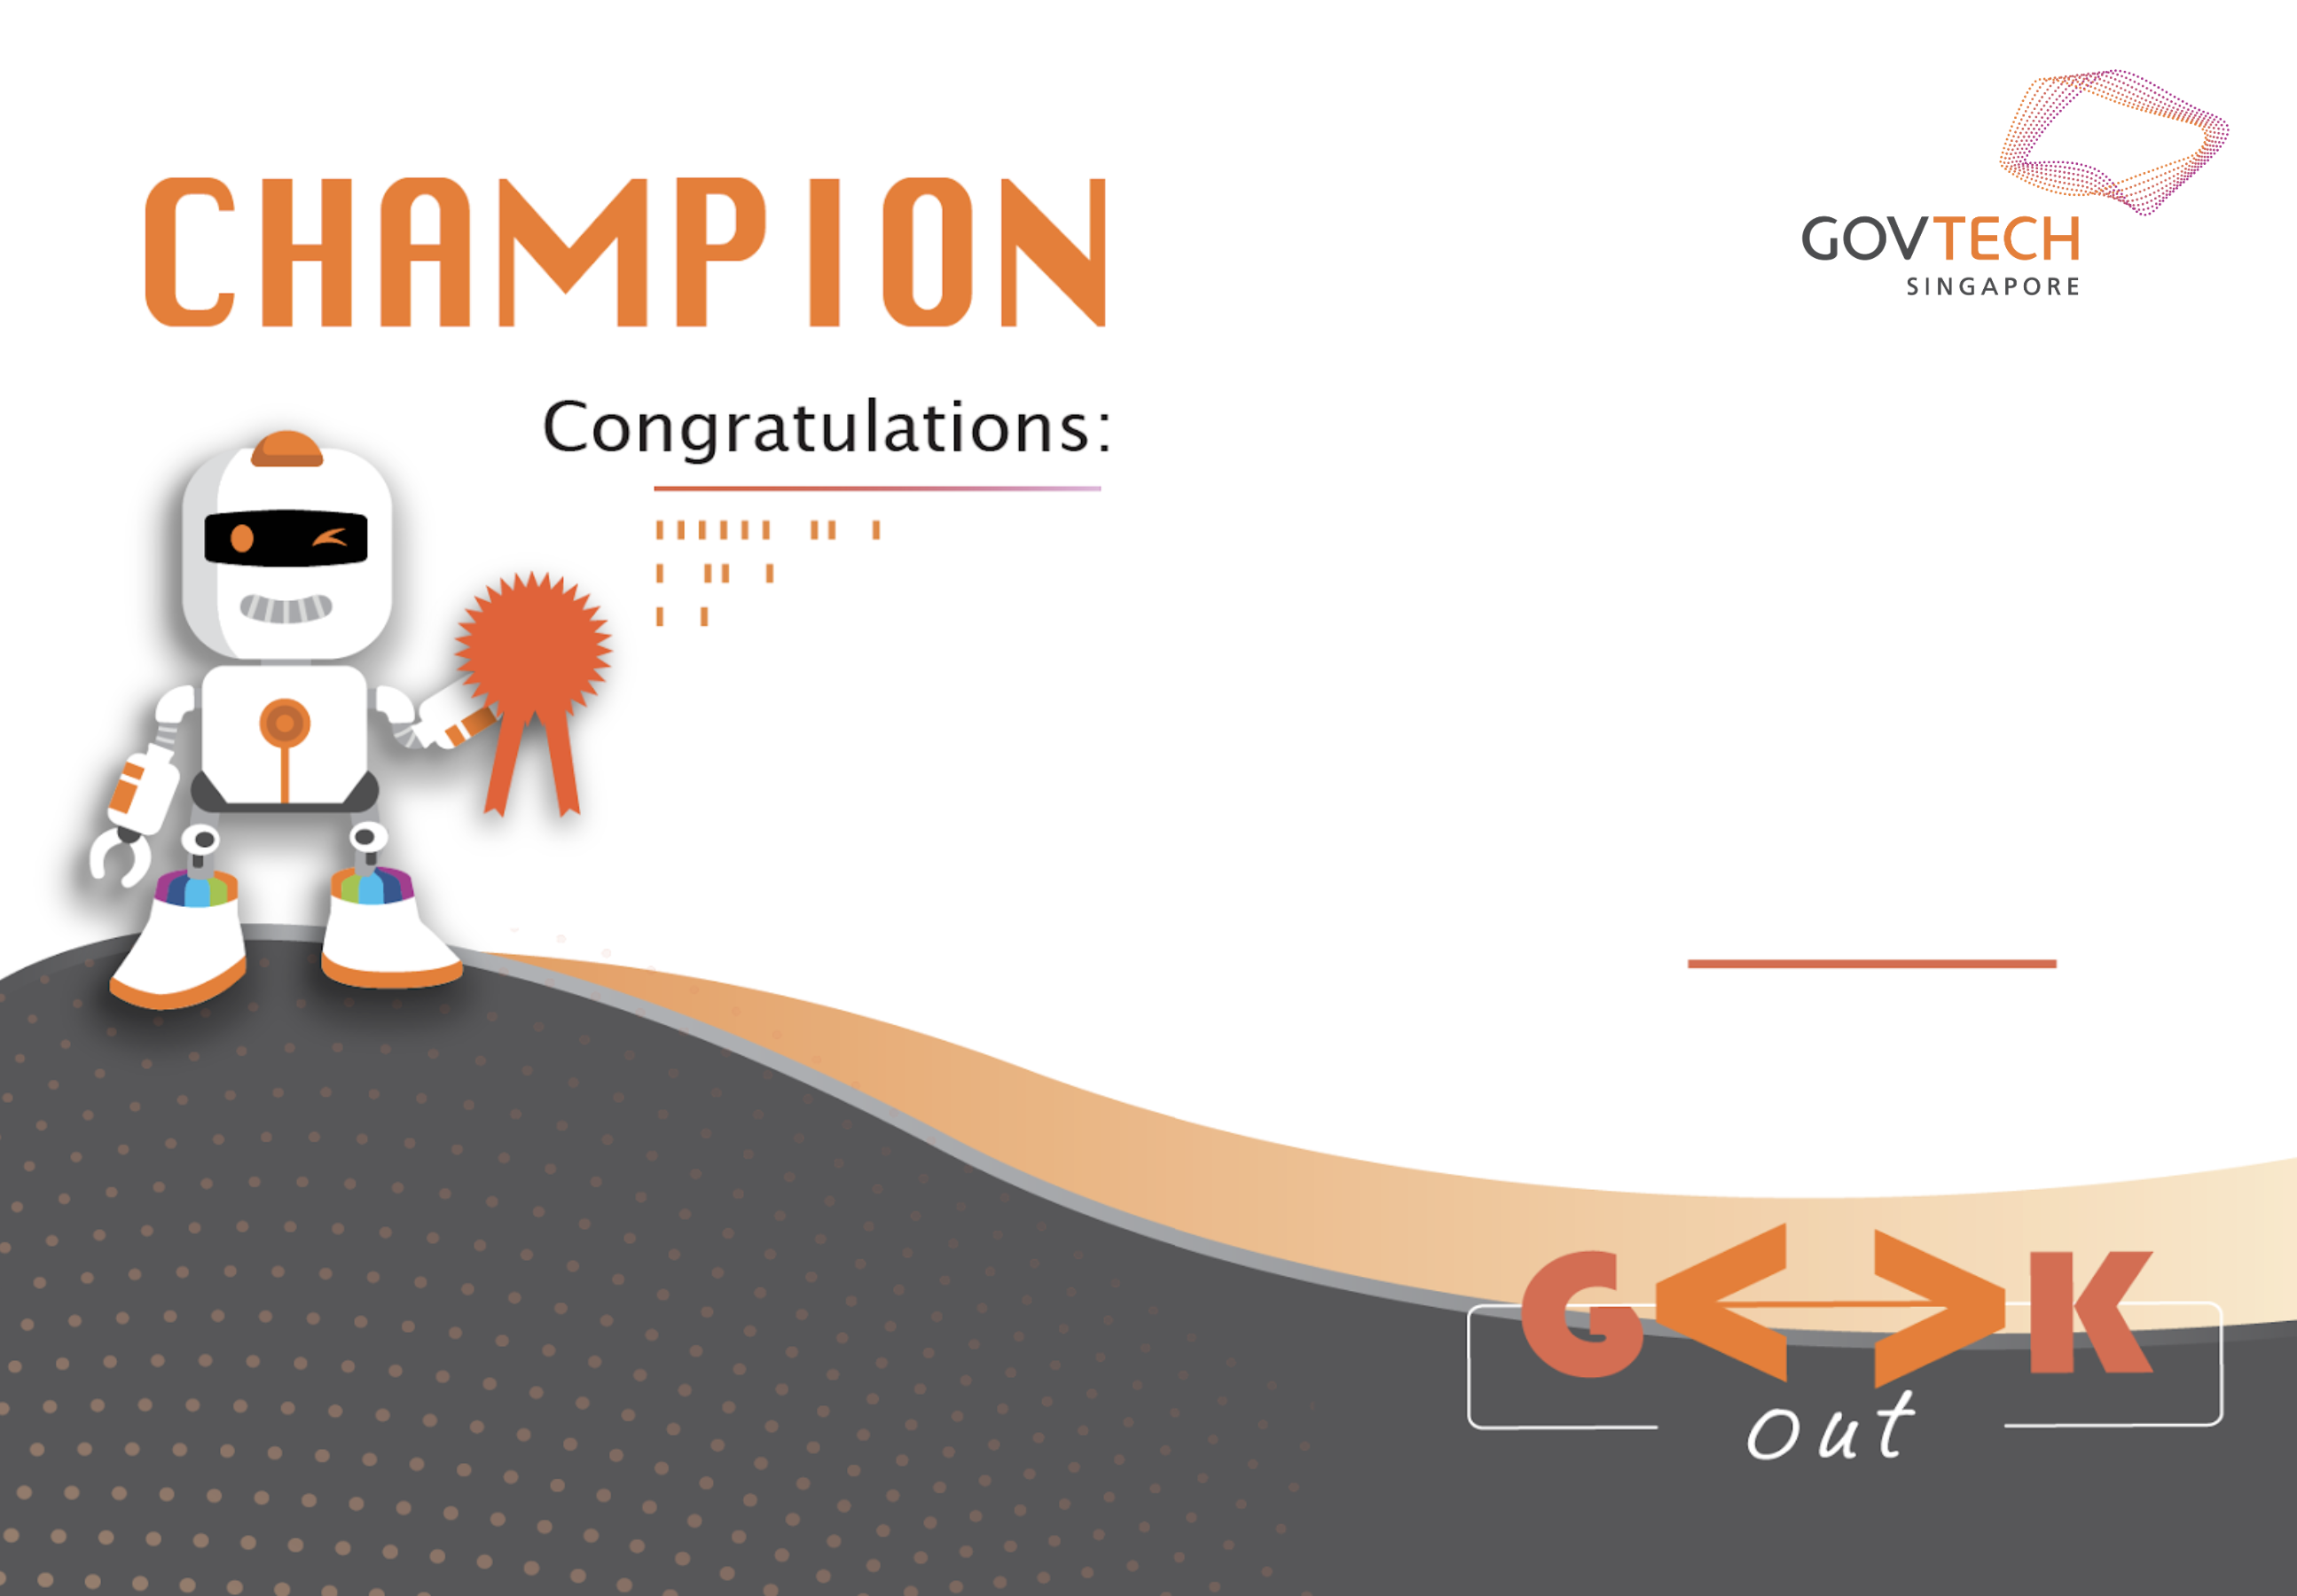 CHAMPION
GOVTECH
SINGAPORE
Congratulations:
G<>K
out